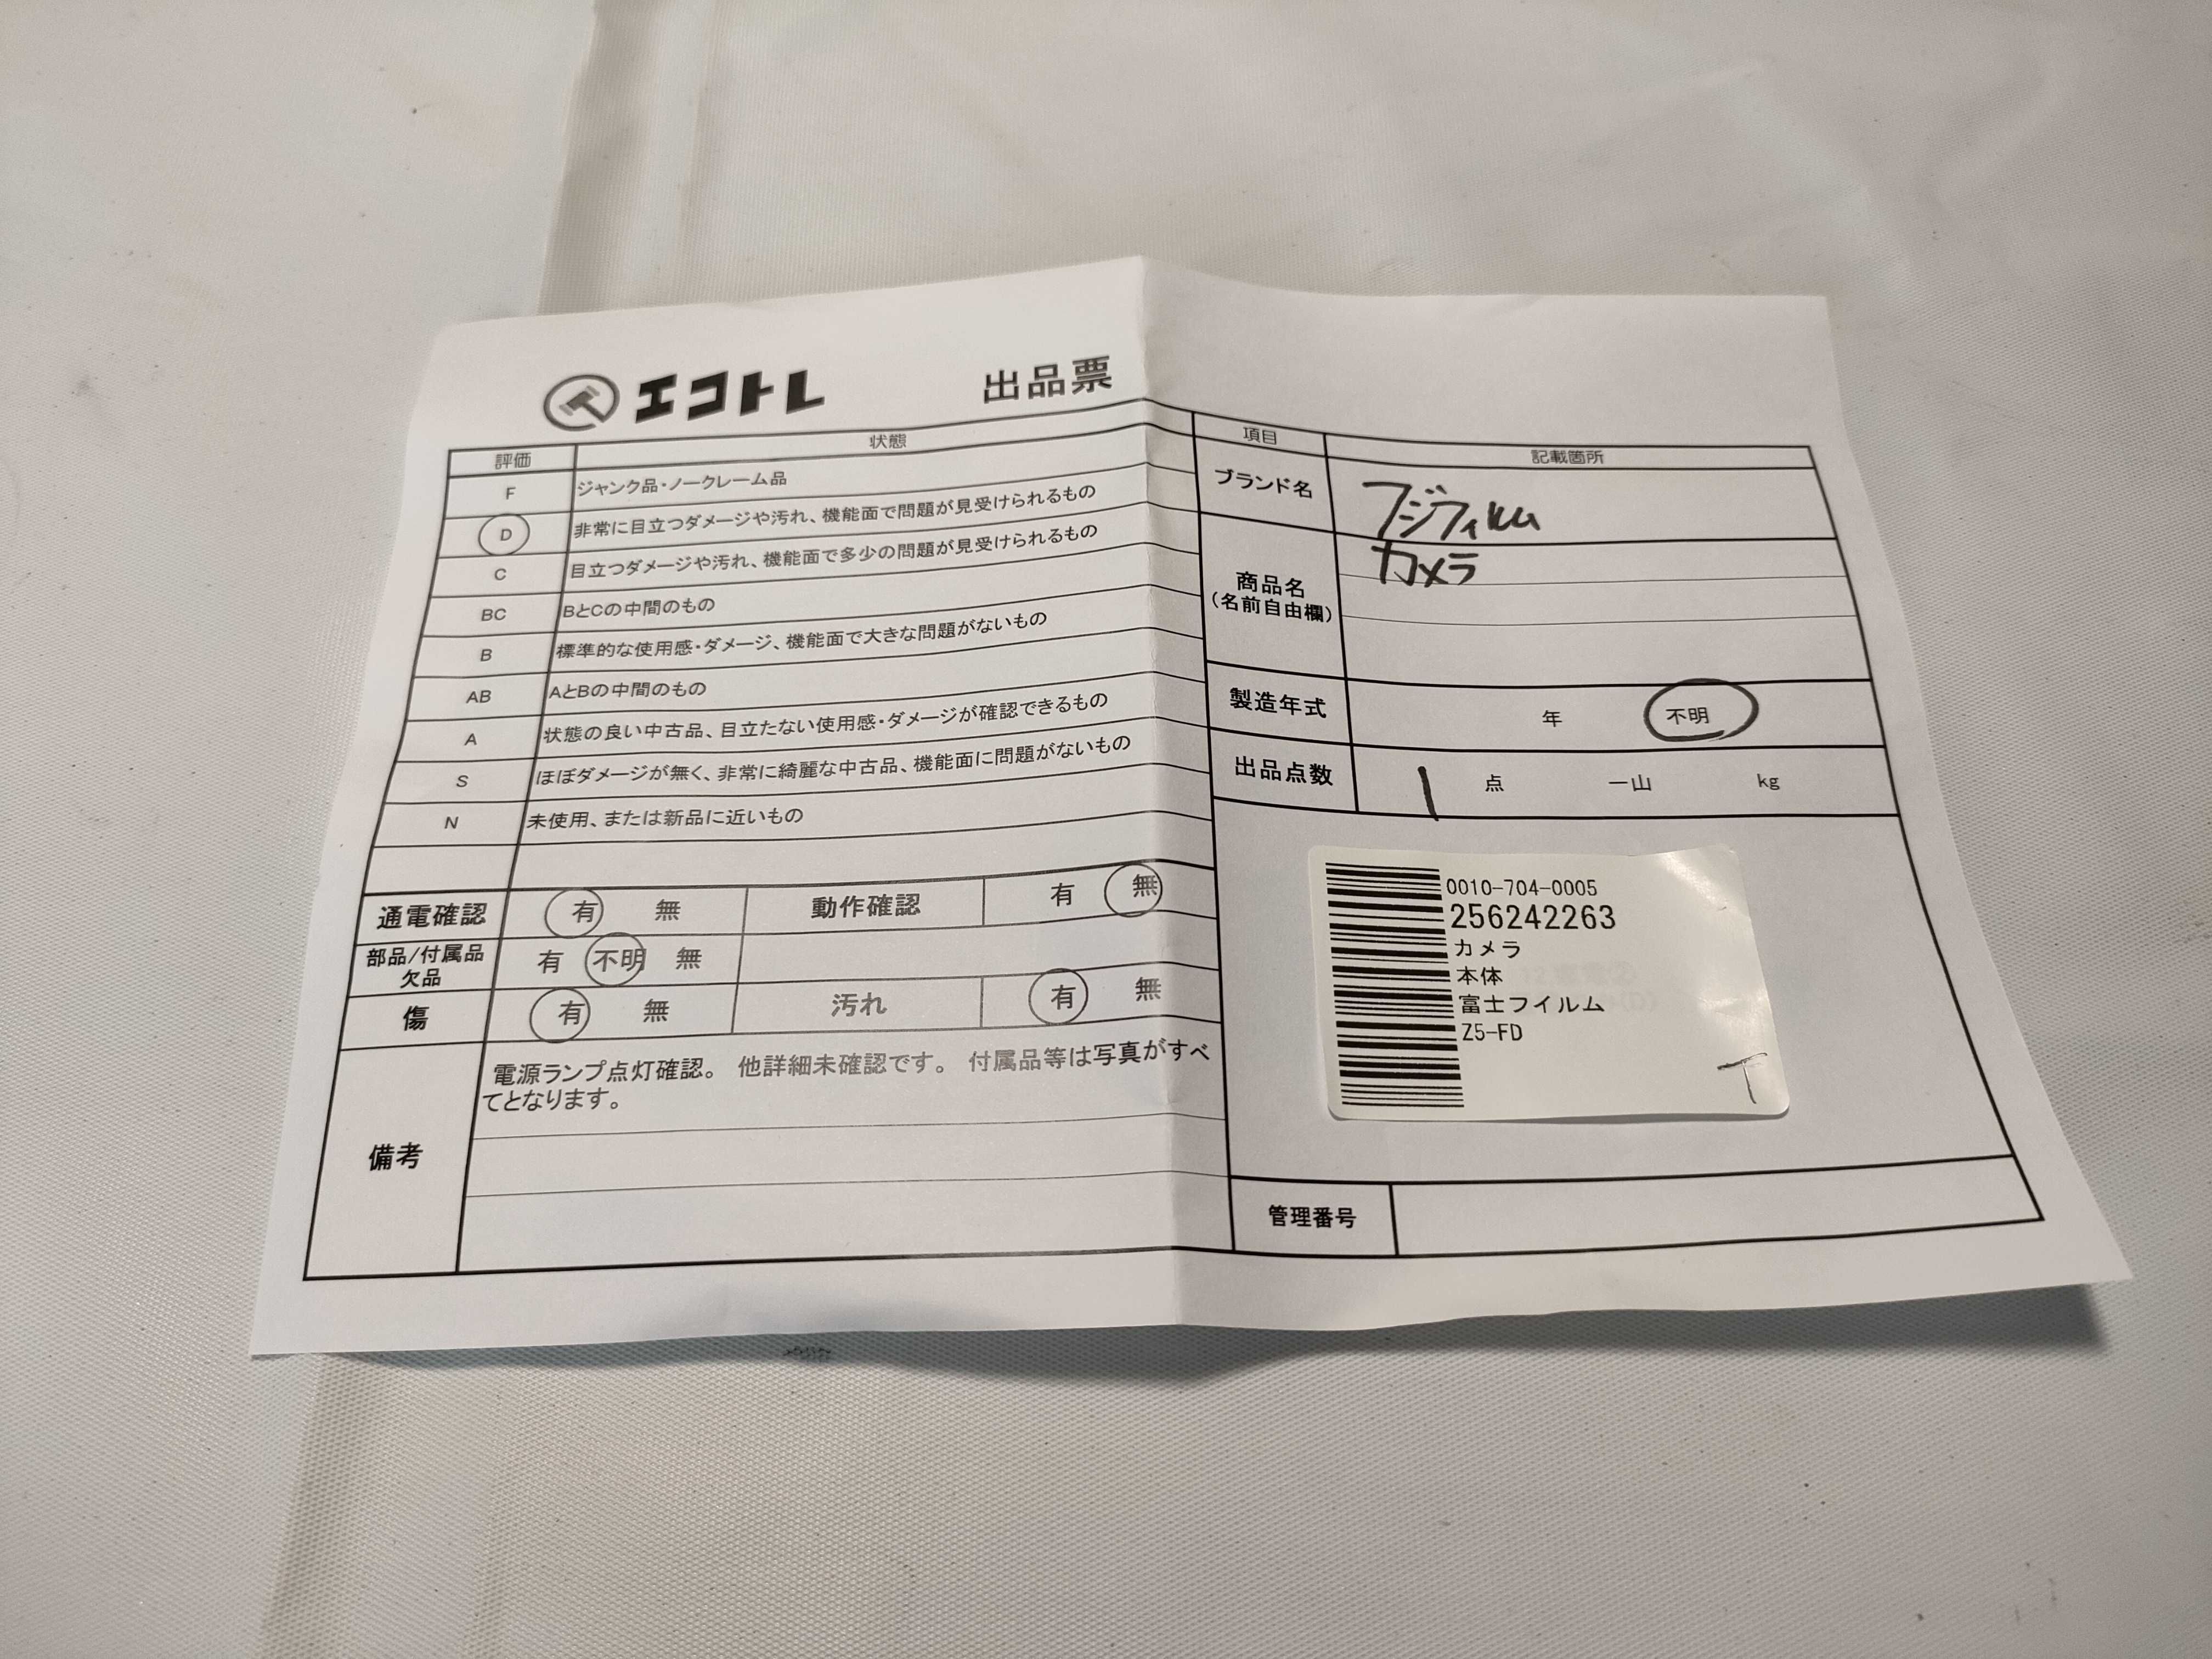 エコトレ 出品票
評価 状態
F ジャンク品・ノークレーム品
D 非常に目立つダメージや汚れ、機能面で問題が見受けられるもの
C 目立つダメージや汚れ、機能面で多少の問題が見受けられるもの
BC BとCの中間のもの
B 標準的な使用感・ダメージ、機能面で大きな問題がないもの
AB AとBの中間のもの
A 状態の良い中古品、目立たない使用感・ダメージが確認できるもの
S ほぼダメージが無く、非常に綺麗な中古品、機能面に問題がないもの
N 未使用、または新品に近いもの
通電確認 有 無 動作確認 有 無
部品/付属品
欠品
有 不明 無
傷 有 無 汚れ 有 無
備考
電源ランプ点灯確認。 他詳細未確認です。 付属品等は写真がすべ
てとなります。
項目 記載箇所
ブランド名 フジフィルム
商品名
(名前自由欄)
カメラ
製造年式 年 不明
出品点数 1 点 一山 kg
0010-704-0005
256242263
カメラ
本体
富士フイルム
Z5-FD
T
管理番号